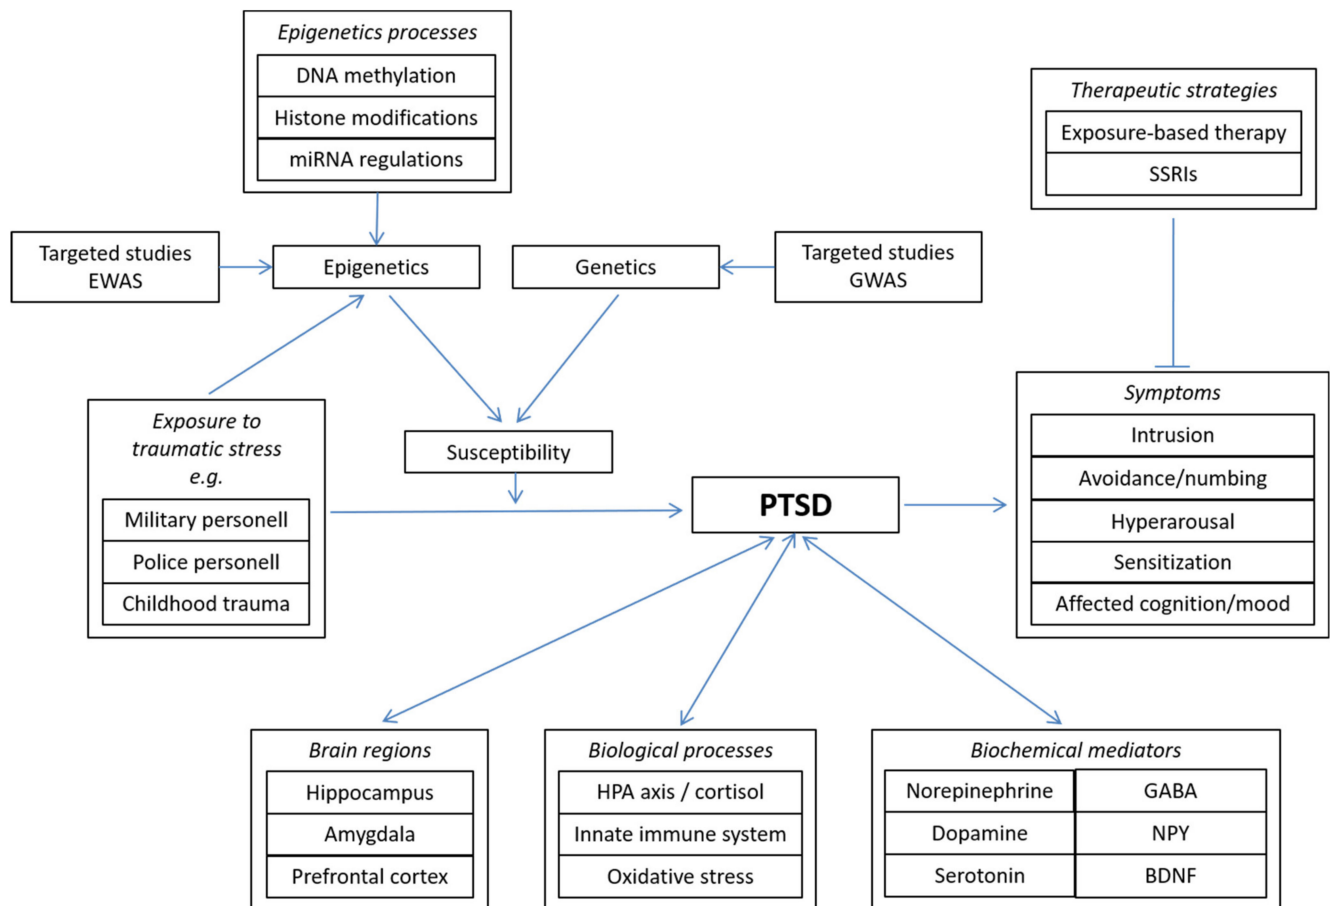 Epigenetics processes
DNA methylation
Histone modifications
miRNA regulations
Therapeutic strategies
Exposure-based therapy
SSRIs
Targeted studies
EWAS
Epigenetics
Genetics
Targeted studies
GWAS
Exposure to
traumatic stress
e.g.
Military personell
Police personell
Childhood trauma
Susceptibility
PTSD
Symptoms
Intrusion
Avoidance/numbing
Hyperarousal
Sensitization
Affected cognition/mood
Brain regions
Hippocampus
Amygdala
Prefrontal cortex
Biological processes
HPA axis / cortisol
Innate immune system
Oxidative stress
Biochemical mediators
Norepinephrine
GABA
Dopamine
NPY
Serotonin
BDNF